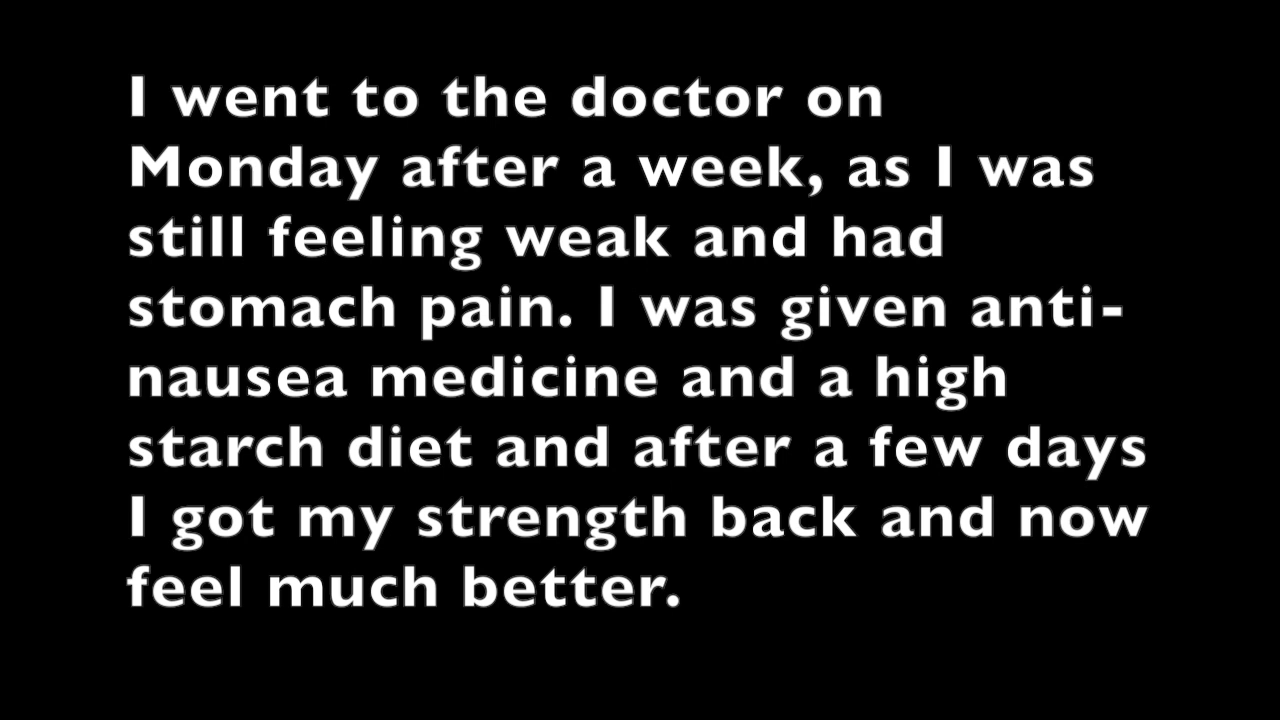 I went to the doctor on
Monday after a week, as I was
still feeling weak and had
stomach pain. I was given anti-
nausea medicine and a high
starch diet and after a few days
I got my strength back and now
feel much better.